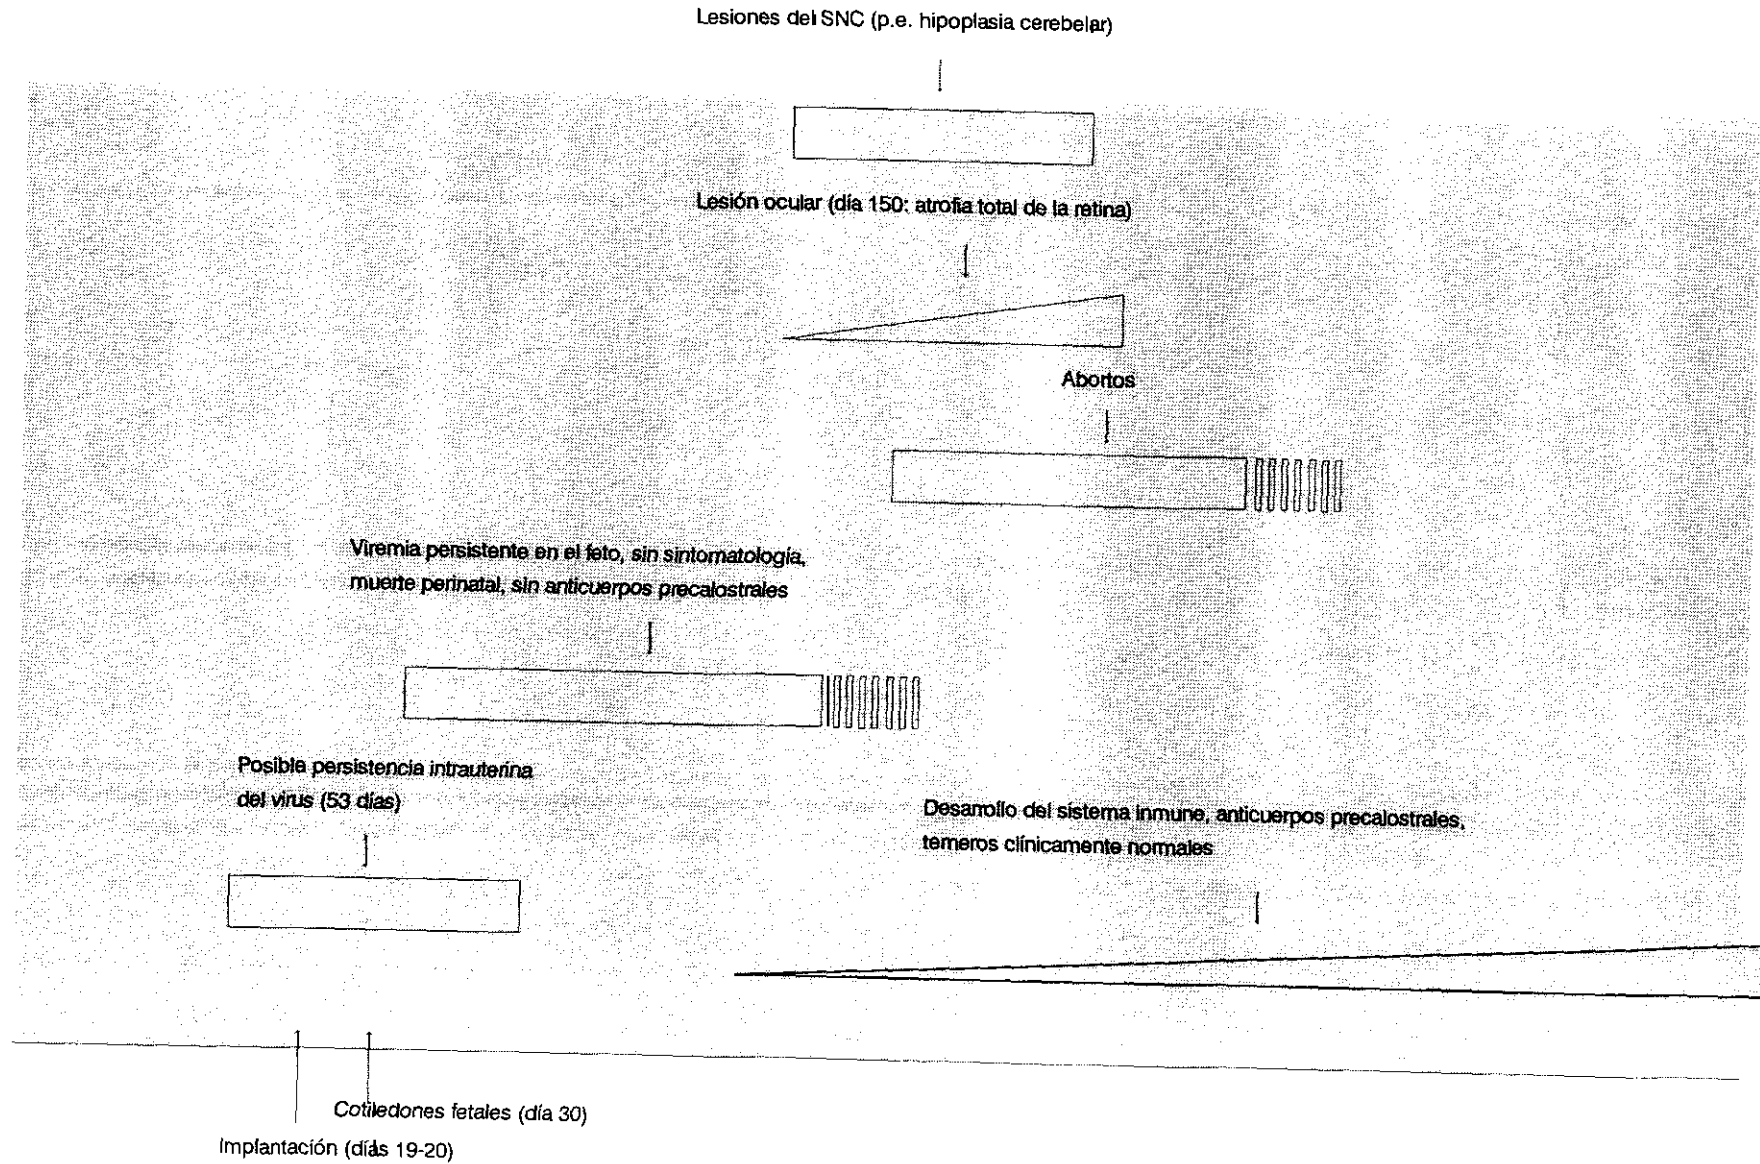 Lesiones del SNC (p.e. hipoplasia cerebelar)
Lesión ocular (día 150: atrofia total de la retina)
Abortos
Viremia persistente en el feto, sin sintomatología,
muerte perinatal, sin anticuerpos precalostrales
Posible persistencia intrauterina
del virus (53 días)
Desarrollo del sistema inmune, anticuerpos precalostrales,
terneros clínicamente normales
Cotiledones fetales (día 30)
Implantación (días 19-20)